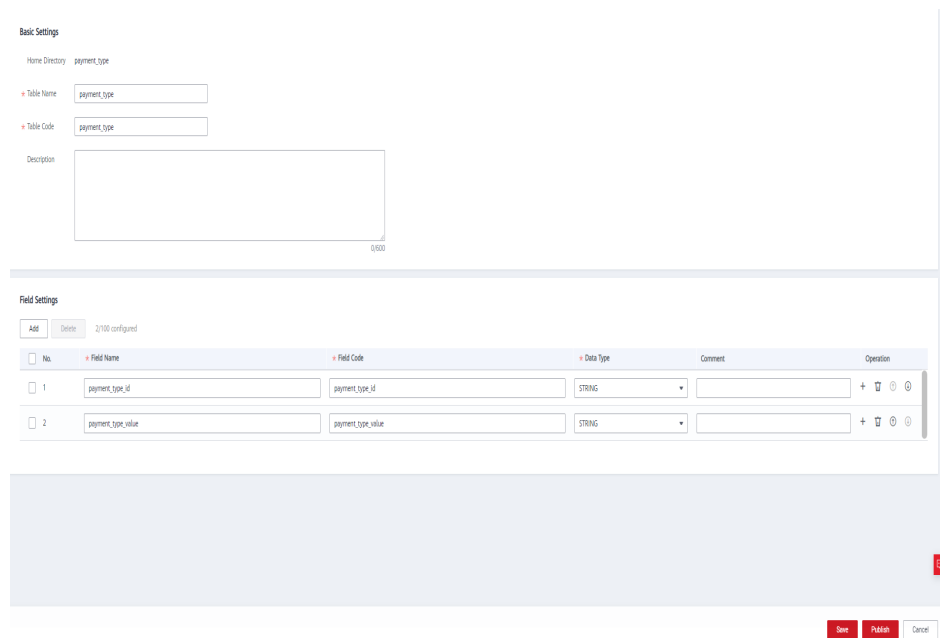 Basic Settings
Home Directory payment_type
* Table Name payment_type
* Table Code payment_type
Description
0/600
Field Settings
Add Delete 2/100 configured
No. * Field Name * Field Code * Data Type Comment Operation
1 payment_type_id payment_type_id STRING
2 payment_type_value payment_type_value STRING
Save Publish Cancel